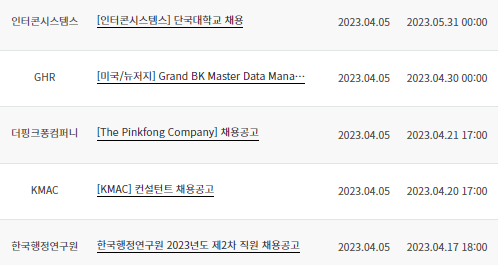 인터콘시스템스 [인터콘시스템스] 단국대학교 채용 2023.04.05 2023.05.31 00:00
GHR [미국/뉴저지] Grand BK Master Data Mana⋯ 2023.04.05 2023.04.30 00:00
더핑크퐁컴퍼니 [The Pinkfong Company] 채용공고 2023.04.05 2023.04.21 17:00
KMAC [KMAC] 컨설턴트 채용공고 2023.04.05 2023.04.20 17:00
한국행정연구원 한국행정연구원 2023년도 제2차 직원 채용공고 2023.04.05 2023.04.17 18:00